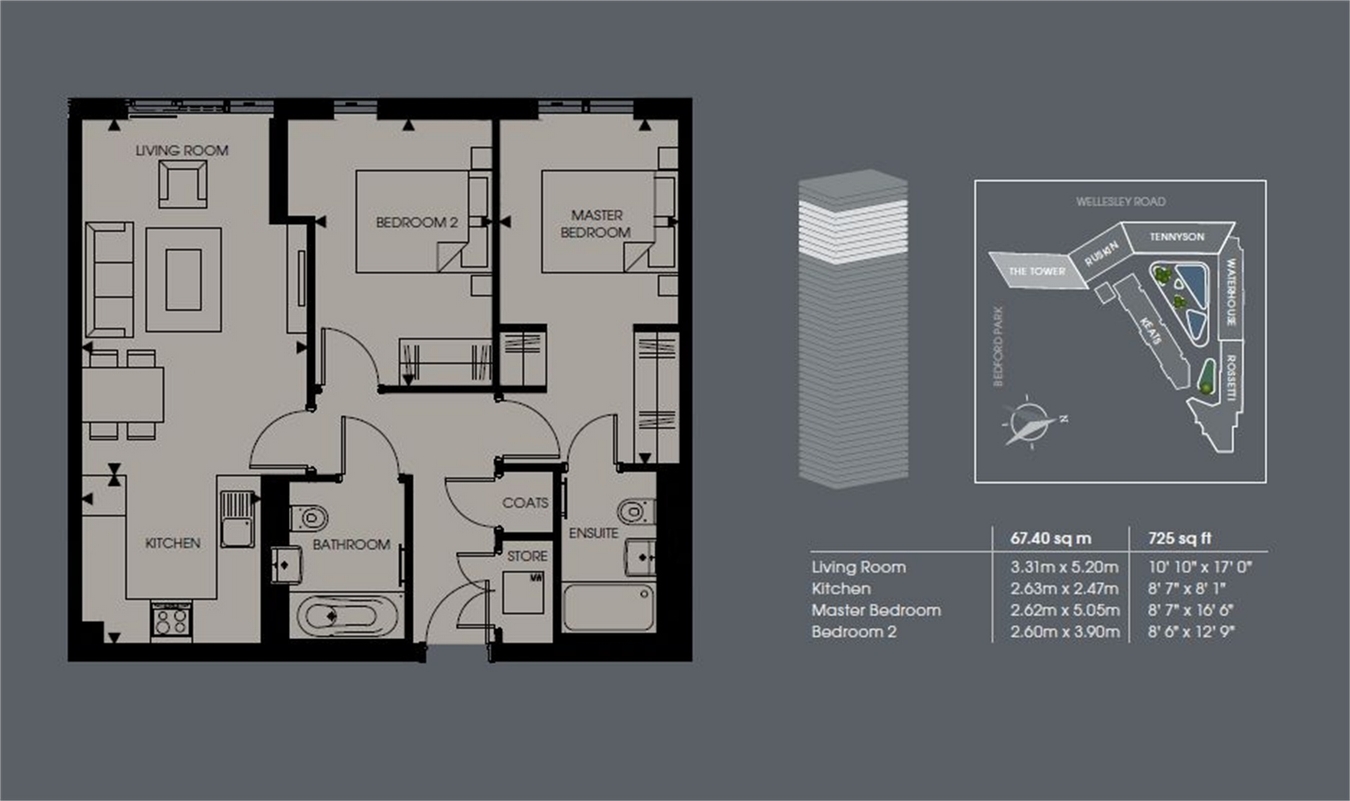 LIVING ROOM
BEDROOM 2
MASTER
BEDROOM
COATS
ENSUITE
KITCHEN
BATHROOM
STORE
MW
WELLESLEY ROAD
TENNYSON
RUSKIN
THE TOWER
WATERHOUSE
KEATS
BEDFORD PARK
ROSSETTI
N
67.40 sq m 725 sq ft
Living Room 3.31m x 5.20m 10' 10" x 17' 0"
Kitchen 2.63m x 2.47m 8' 7" x 8' 1"
Master Bedroom 2.62m x 5.05m 8' 7" x 16' 6"
Bedroom 2 2.60m x 3.90m 8' 6" x 12' 9"